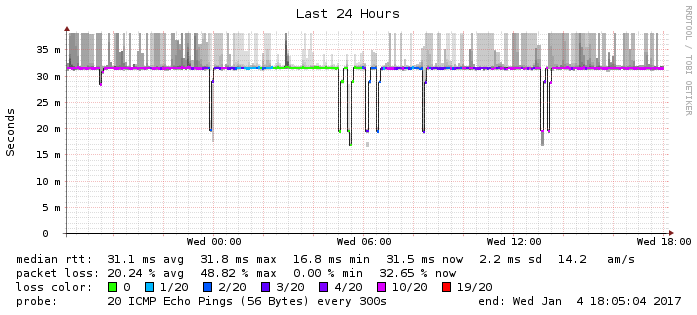 Last 24 Hours
RRDTOOL / TOBI OETIKER
Seconds
35 m
30 m
25 m
20 m
15 m
10 m
5 m
0
Wed 00:00 Wed 06:00 Wed 12:00 Wed 18:00
median rtt: 31.1 ms avg 31.8 ms max 16.8 ms min 31.5 ms now 2.2 ms sd 14.2 am/s
packet loss: 20.24 % avg 48.82 % max 0.00 % min 32.65 % now
loss color: 0 1/20 2/20 3/20 4/20 10/20 19/20
probe: 20 ICMP Echo Pings (56 Bytes) every 300s end: Wed Jan 4 18:05:04 2017